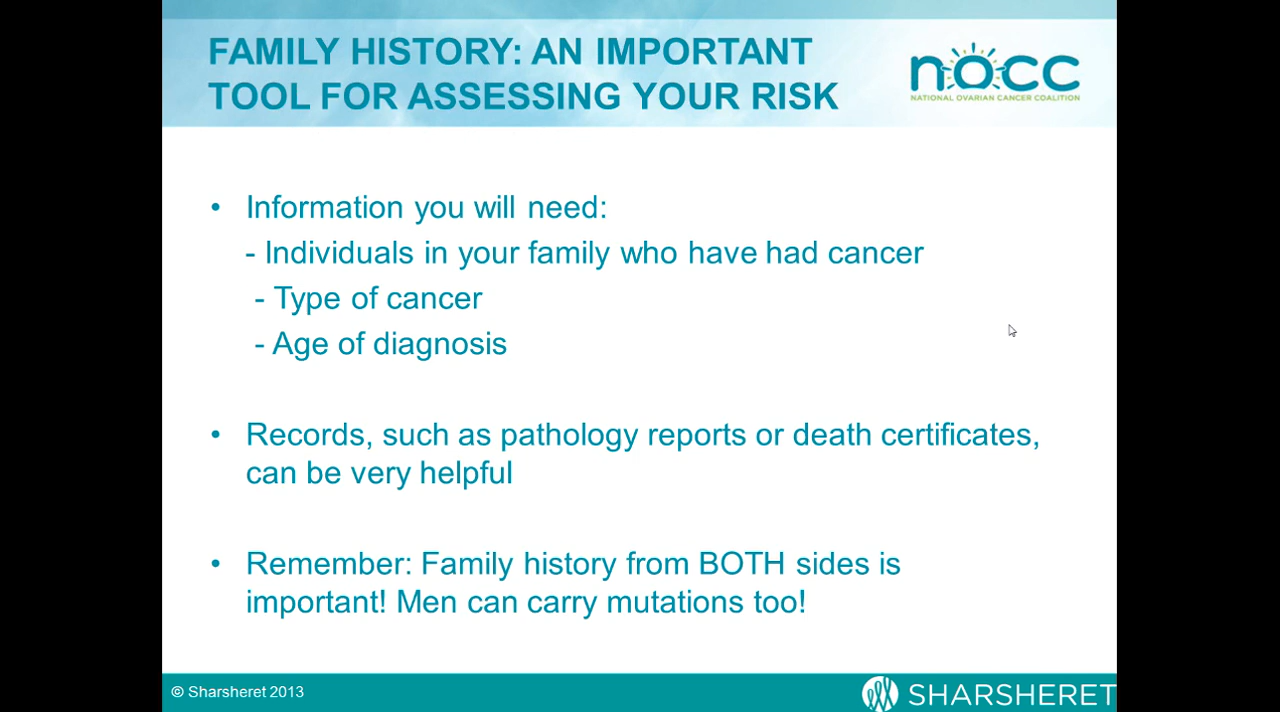 FAMILY HISTORY: AN IMPORTANT
TOOL FOR ASSESSING YOUR RISK
nocc
NATIONAL OVARIAN CANCER COALITION
• Information you will need:
- Individuals in your family who have had cancer
- Type of cancer
- Age of diagnosis
• Records, such as pathology reports or death certificates,
can be very helpful
• Remember: Family history from BOTH sides is
important! Men can carry mutations too!
© Sharsheret 2013
SHARSHERET